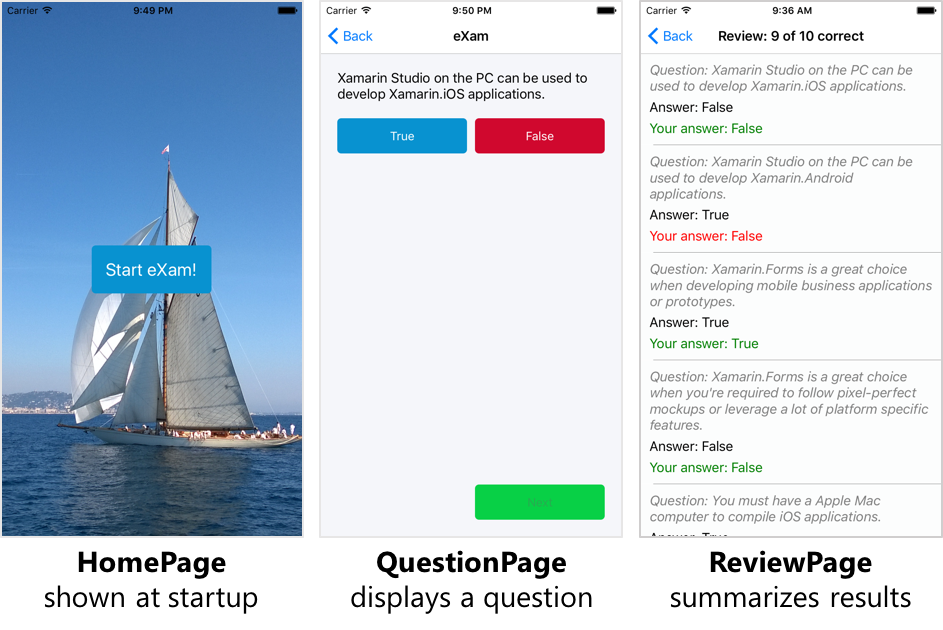 Carrier 9:49 PM
Start eXam!
HomePage
shown at startup
Carrier 9:50 PM
Back eXam
Xamarin Studio on the PC can be used to
develop Xamarin.iOS applications.
True False
Next
QuestionPage
displays a question
Carrier 9:36 AM
Back Review: 9 of 10 correct
Question: Xamarin Studio on the PC can be
used to develop Xamarin.iOS applications.
Answer: False
Your answer: False
Question: Xamarin Studio on the PC can be
used to develop Xamarin.Android
applications.
Answer: True
Your answer: False
Question: Xamarin.Forms is a great choice
when developing mobile business applications
or prototypes.
Answer: True
Your answer: True
Question: Xamarin.Forms is a great choice
when you're required to follow pixel-perfect
mockups or leverage a lot of platform specific
features.
Answer: False
Your answer: False
Question: You must have a Apple Mac
computer to compile iOS applications.
Answer: True
ReviewPage
summarizes results